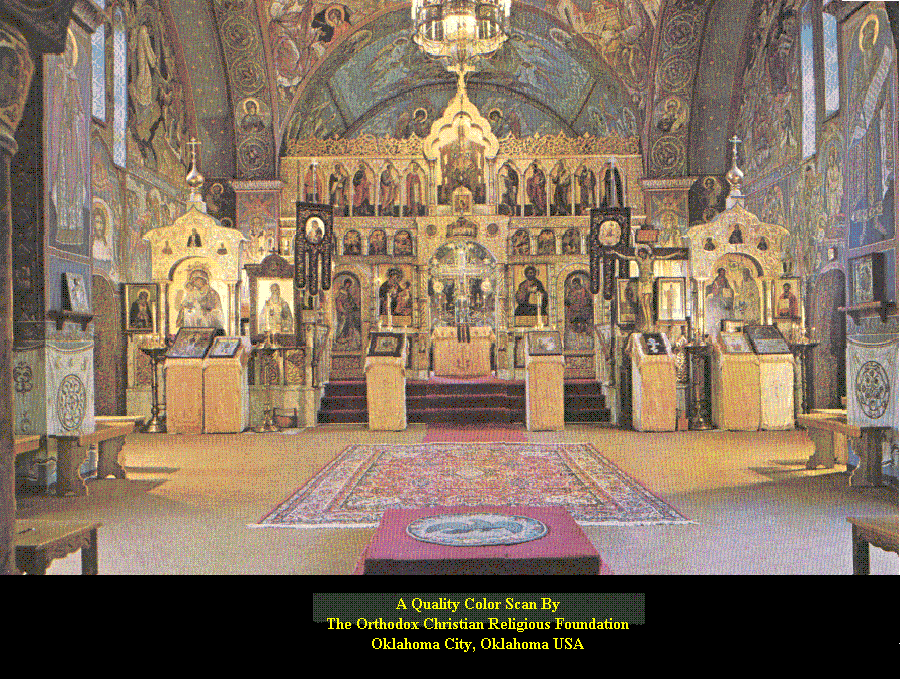 A Quality Color Scan By
The Orthodox Christian Religious Foundation
Oklahoma City, Oklahoma USA